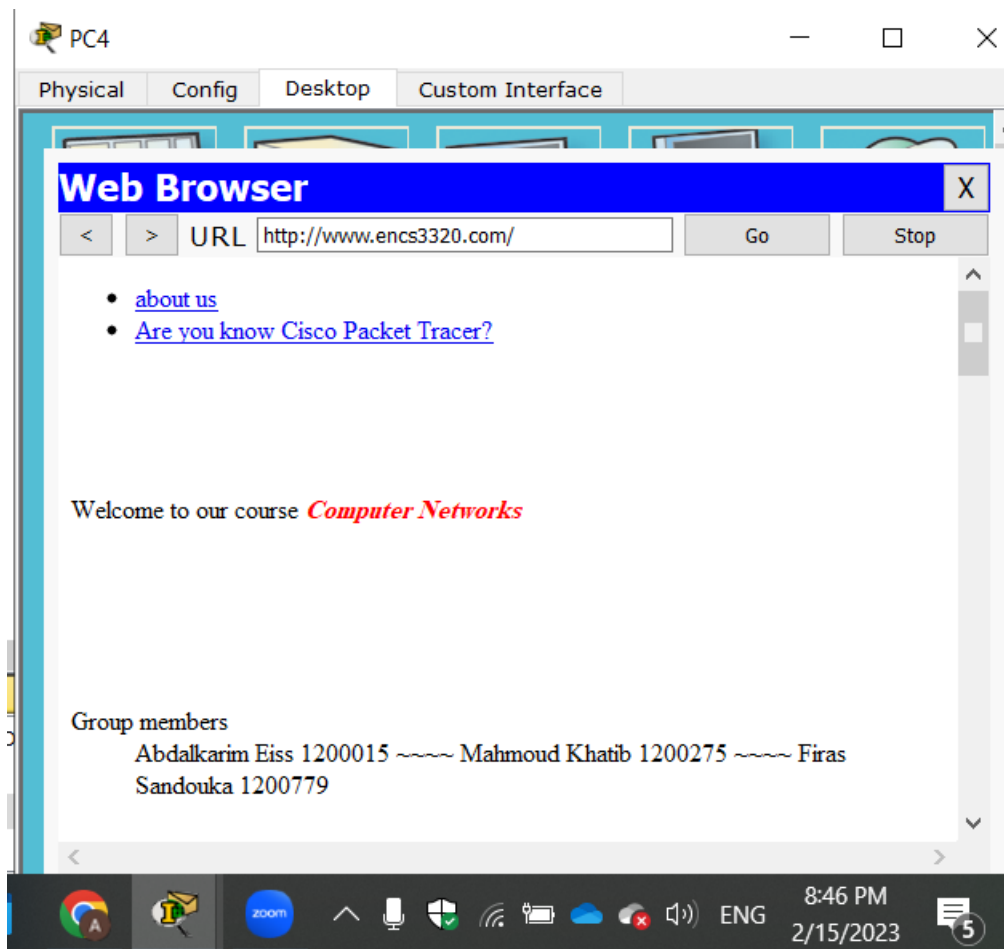 PC4
Physical Config Desktop Custom Interface
Web Browser X
< > URL http://www.encs3320.com/ Go Stop
• about us
• Are you know Cisco Packet Tracer?
Welcome to our course Computer Networks
Group members
Abdalkarim Eiss 1200015 ~~~~ Mahmoud Khatib 1200275 ~~~~ Firas
Sandouka 1200779
zoom ENG 8:46 PM
2/15/2023 5